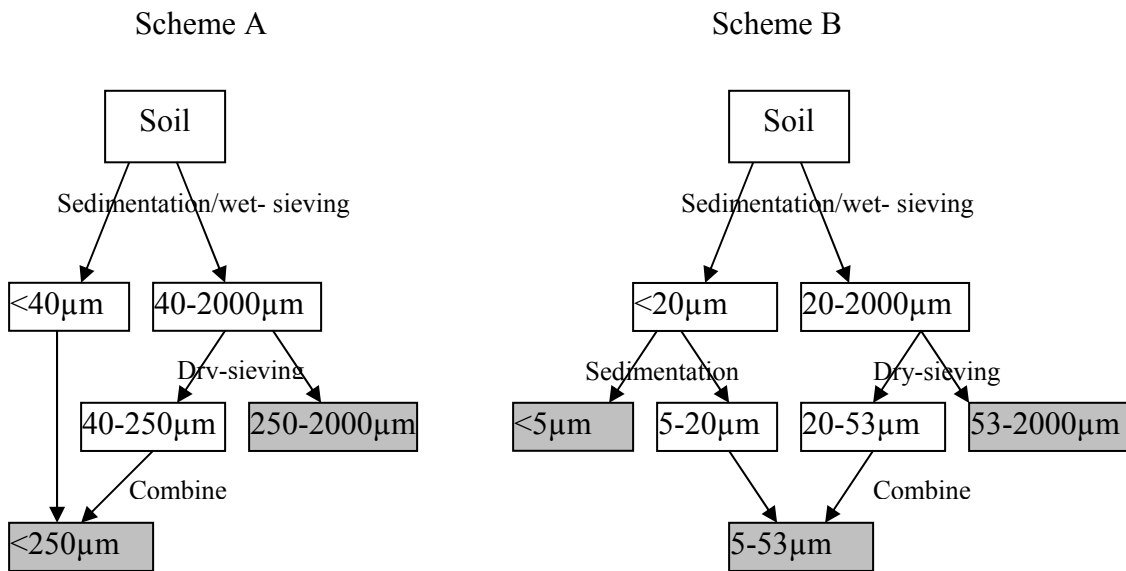 Scheme A
Scheme B
Soil
Soil
Sedimentation/wet- sieving
Sedimentation/wet- sieving
<40µm
40-2000µm
<20µm
20-2000µm
Drv-sieving
Sedimentation
Dry-sieving
40-250µm
250-2000µm
<5µm
5-20µm
20-53µm
53-2000µm
Combine
Combine
<250µm
5-53µm